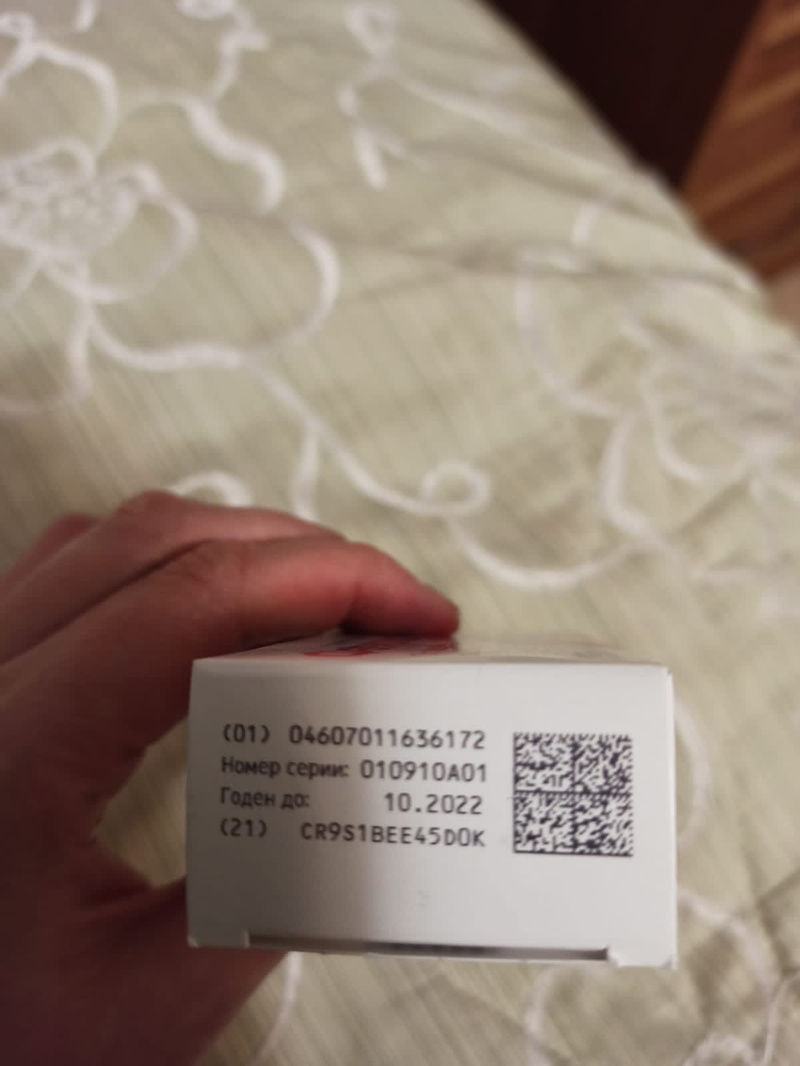 (01) 04607011636172
Номер серии: 010910A01
Годен до: 10.2022
(21) CR9S1BEE45D0K